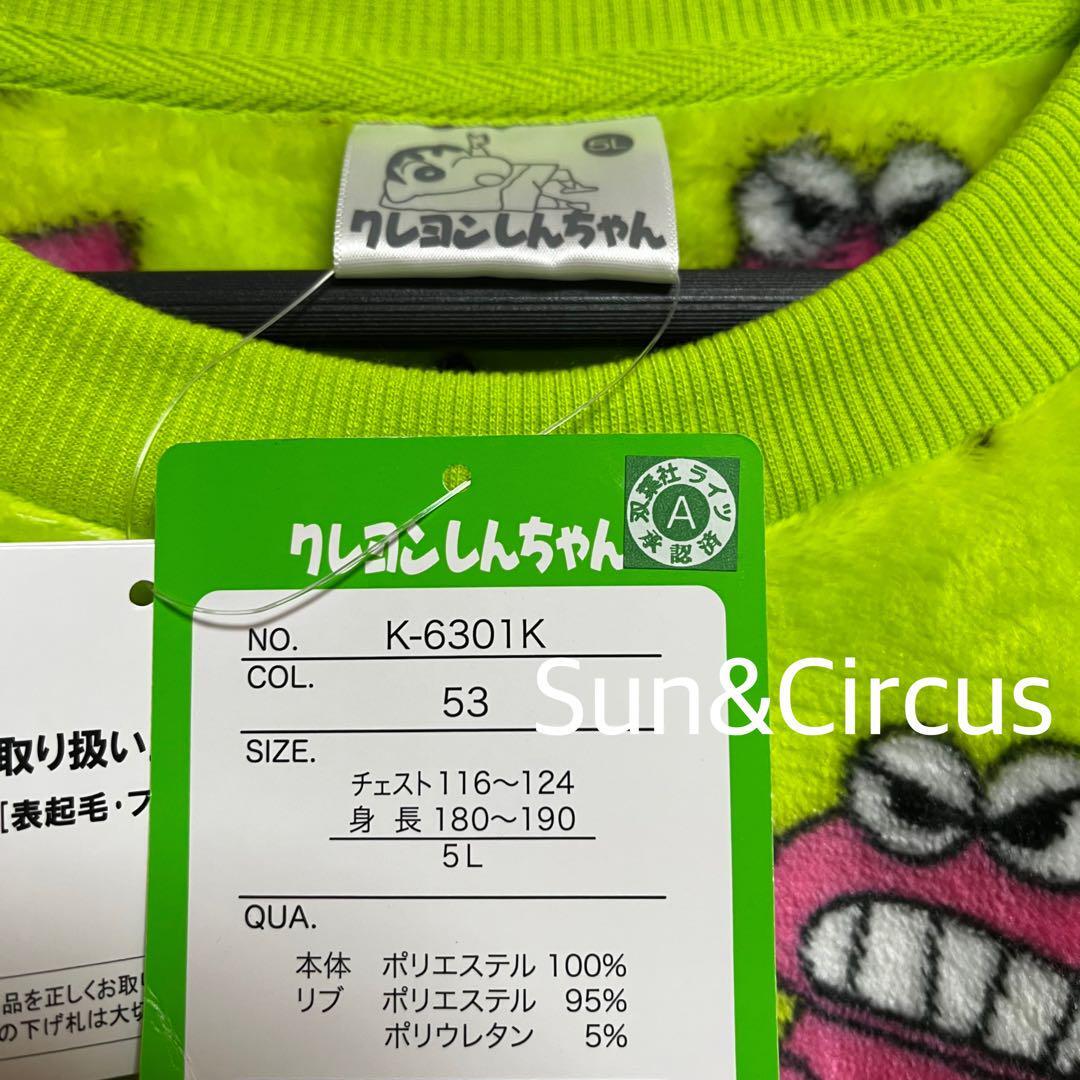 5L
クレヨンしんちゃん
クレヨンしんちゃん
双葉社 ライツ
A
承認済
NO. K-6301K
COL. 53
Sun&Circus
SIZE.
チェスト116〜124
身 長 180〜190
5L
QUA.
本体 ポリエステル 100%
リブ ポリエステル 95%
ポリウレタン 5%
取り扱い
[表起毛・フ
品を正しくお取り
の下げ札は大切